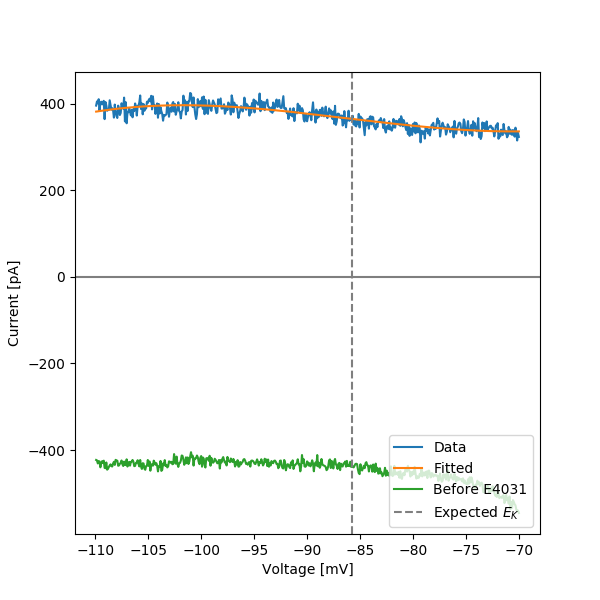 400
200
0
−200
−400
Current [pA]
Data
Fitted
Before E4031
Expected E_K
−110 −105 −100 −95 −90 −85 −80 −75 −70
Voltage [mV]